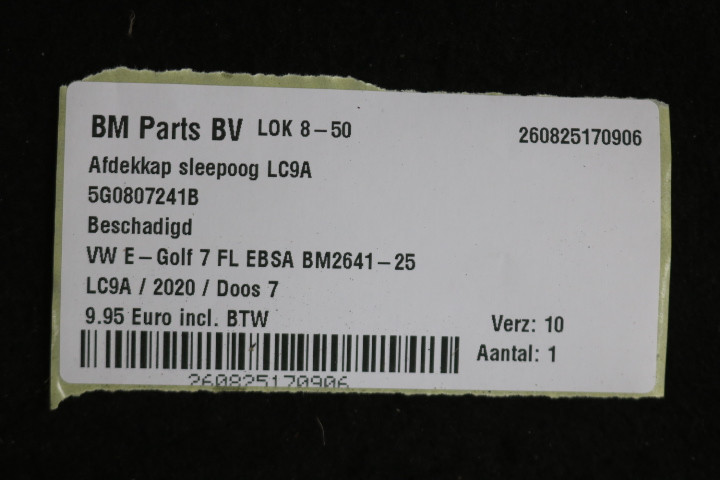 BM Parts BV LOK 8-50 260825170906
Afdekkap sleepoog LC9A
5G0807241B
Beschadigd
VW E-Golf 7 FL EBSA BM2641-25
LC9A / 2020 / Doos 7
9.95 Euro incl. BTW
Verz: 10
Aantal: 1
260825170906